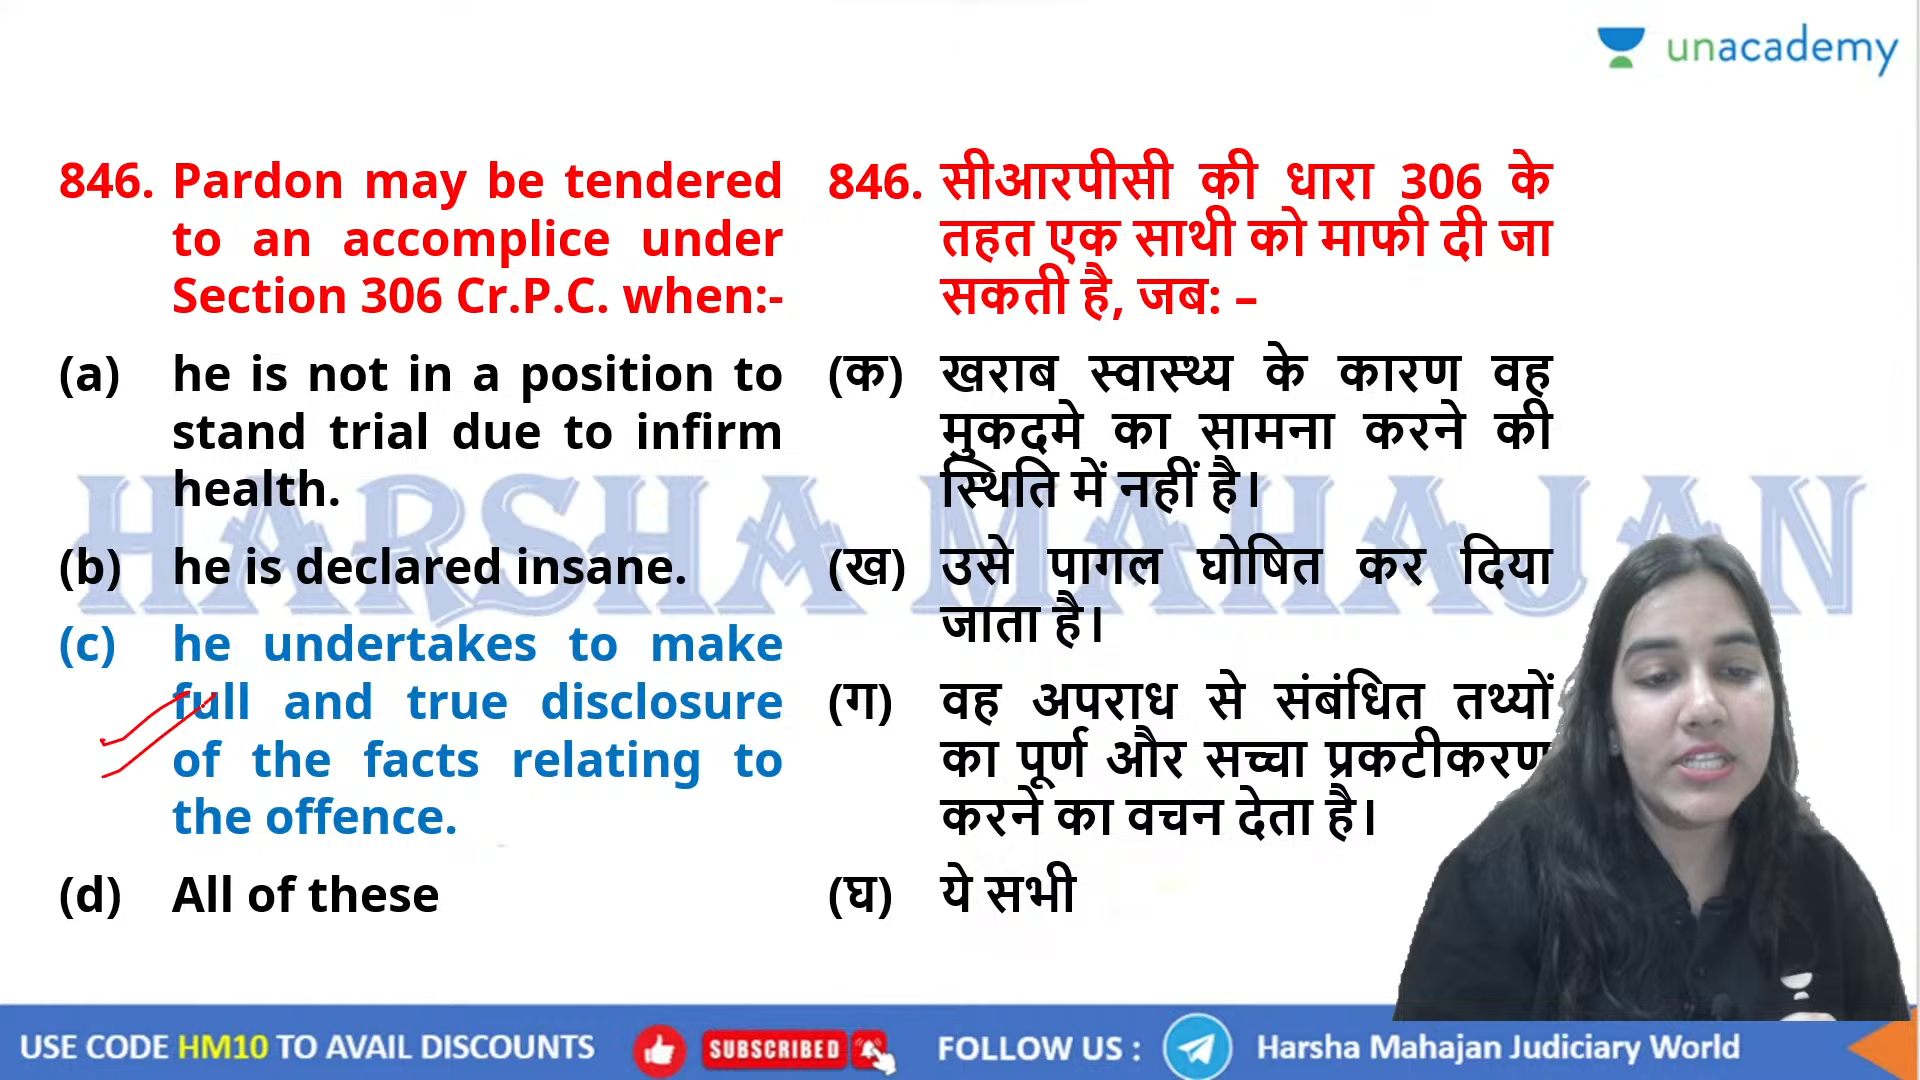 unacademy
846. Pardon may be tendered
to an accomplice under
Section 306 Cr.P.C. when:-
(a) he is not in a position to
stand trial due to infirm
health.
(b) he is declared insane.
(c) he undertakes to make
full and true disclosure
of the facts relating to
the offence.
(d) All of these
846. सीआरपीसी की धारा 306 के
तहत एक साथी को माफी दी जा
सकती है, जब: –
(क) खराब स्वास्थ्य के कारण वह
मुकदमे का सामना करने की
स्थिति में नहीं है।
(ख) उसे पागल घोषित कर दिया
जाता है।
(ग) वह अपराध से संबंधित तथ्यों
का पूर्ण और सच्चा प्रकटीकरण
करने का वचन देता है।
(घ) ये सभी
HARSHA MAHAJAN
USE CODE HM10 TO AVAIL DISCOUNTS
SUBSCRIBED
FOLLOW US :
Harsha Mahajan Judiciary World